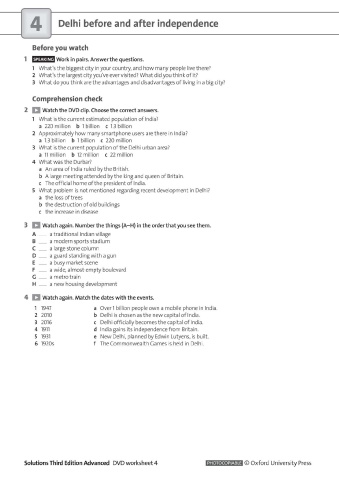 4 Delhi before and after independence
Before you watch
1 SPEAKING Work in pairs. Answer the questions.
1 What's the biggest city in your country, and how many people live there?
2 What's the largest city you've ever visited? What did you think of it?
3 What do you think are the advantages and disadvantages of living in a big city?
Comprehension check
2 Watch the DVD clip. Choose the correct answers.
1 What is the current estimated population of India?
a 220 million b 1 billion c 1.3 billion
2 Approximately how many smartphone users are there in India?
a 1.3 billion b 1 billion c 220 million
3 What is the current population of the Delhi urban area?
a 11 million b 12 million c 22 million
4 What was the Durbar?
a An area of India ruled by the British.
b A large meeting attended by the king and queen of Britain.
c The official home of the president of India.
5 What problem is not mentioned regarding recent development in Delhi?
a the loss of trees
b the destruction of old buildings
c the increase in disease
3 Watch again. Number the things (A–H) in the order that you see them.
A ___ a traditional Indian village
B ___ a modern sports stadium
C ___ a large stone column
D ___ a guard standing with a gun
E ___ a busy market scene
F ___ a wide, almost empty boulevard
G ___ a metro train
H ___ a new housing development
4 Watch again. Match the dates with the events.
1 1947 a Over 1 billion people own a mobile phone in India.
2 2010 b Delhi is chosen as the new capital of India.
3 2016 c Delhi officially becomes the capital of India.
4 1911 d India gains its independence from Britain.
5 1931 e New Delhi, planned by Edwin Lutyens, is built.
6 1920s f The Commonwealth Games is held in Delhi.
Solutions Third Edition Advanced DVD worksheet 4 PHOTOCOPIABLE © Oxford University Press